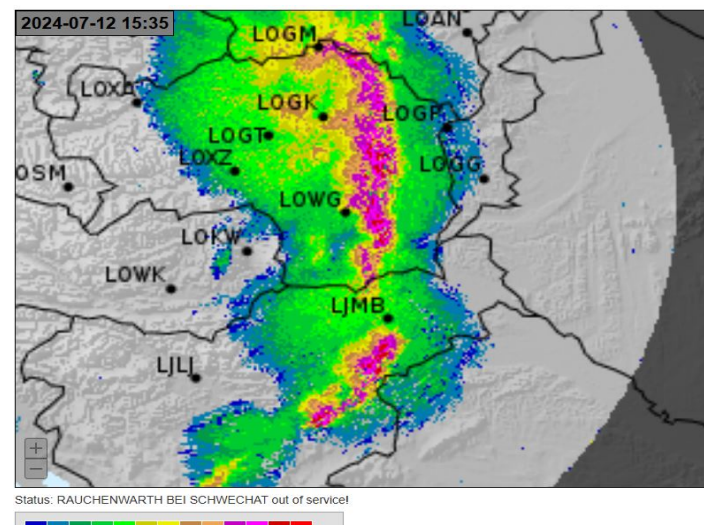 2024-07-12 15:35
LOAN
LOGM
LOXA
LOGK
LOGP
LOGT
LOXZ
LOGG
OSM
LOWG
LOKW
LOWK
LJMB
LJLJ
+
−
Status: RAUCHENWARTH BEI SCHWECHAT out of service!